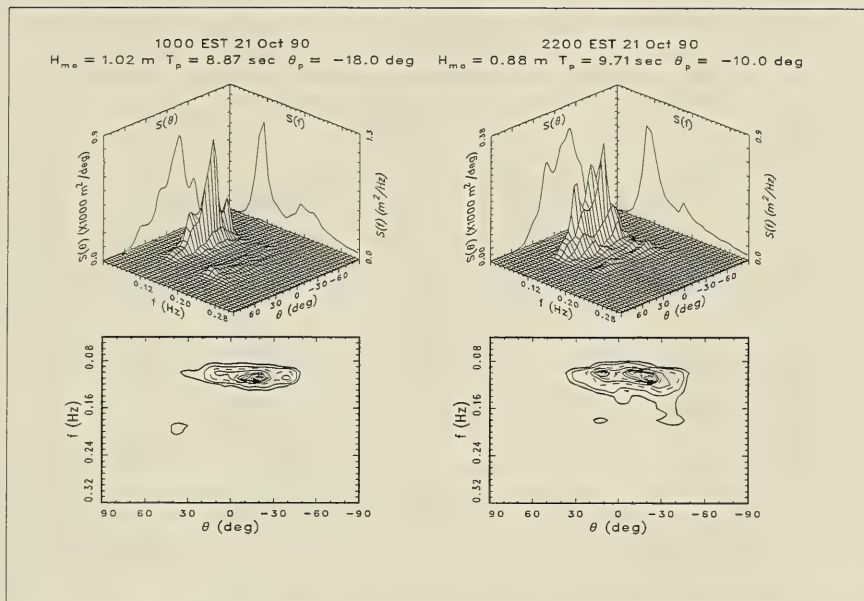 1000 EST 21 Oct 90
H_mo = 1.02 m T_p = 8.87 sec θ_p = −18.0 deg
S(θ)
S(f)
0.9
1.3
S(θ) (X1000 m²/deg)
S(f) (m²/Hz)
0.0
0.0
0.12
0.20
0.28
f (Hz)
60 30 0 -30 -60
θ (deg)
0.08
0.16
0.24
0.32
f (Hz)
90 60 30 0 −30 −60 −90
θ (deg)
2200 EST 21 Oct 90
H_mo = 0.88 m T_p = 9.71 sec θ_p = −10.0 deg
S(θ)
S(f)
0.38
0.9
S(θ) (X1000 m²/deg)
S(f) (m²/Hz)
0.00
0.0
0.12
0.20
0.28
f (Hz)
60 30 0 -30 -60
θ (deg)
0.08
0.16
0.24
0.32
f (Hz)
90 60 30 0 −30 −60 −90
θ (deg)